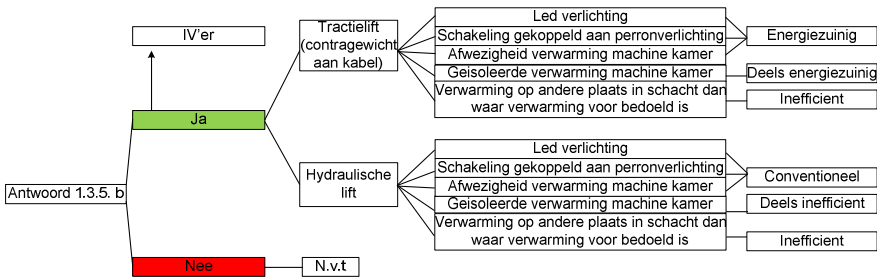 IV'er
Tractielift
(contragewicht
aan kabel)
Led verlichting
Schakeling gekoppeld aan perronverlichting
Afwezigheid verwarming machine kamer
Geisoleerde verwarming machine kamer
Verwarming op andere plaats in schacht dan
waar verwarming voor bedoeld is
Energiezuinig
Deels energiezuinig
Inefficient
Ja
Antwoord 1.3.5. b
Hydraulische
lift
Led verlichting
Schakeling gekoppeld aan perronverlichting
Afwezigheid verwarming machine kamer
Geisoleerde verwarming machine kamer
Verwarming op andere plaats in schacht dan
waar verwarming voor bedoeld is
Conventioneel
Deels inefficient
Inefficient
Nee
N.v.t